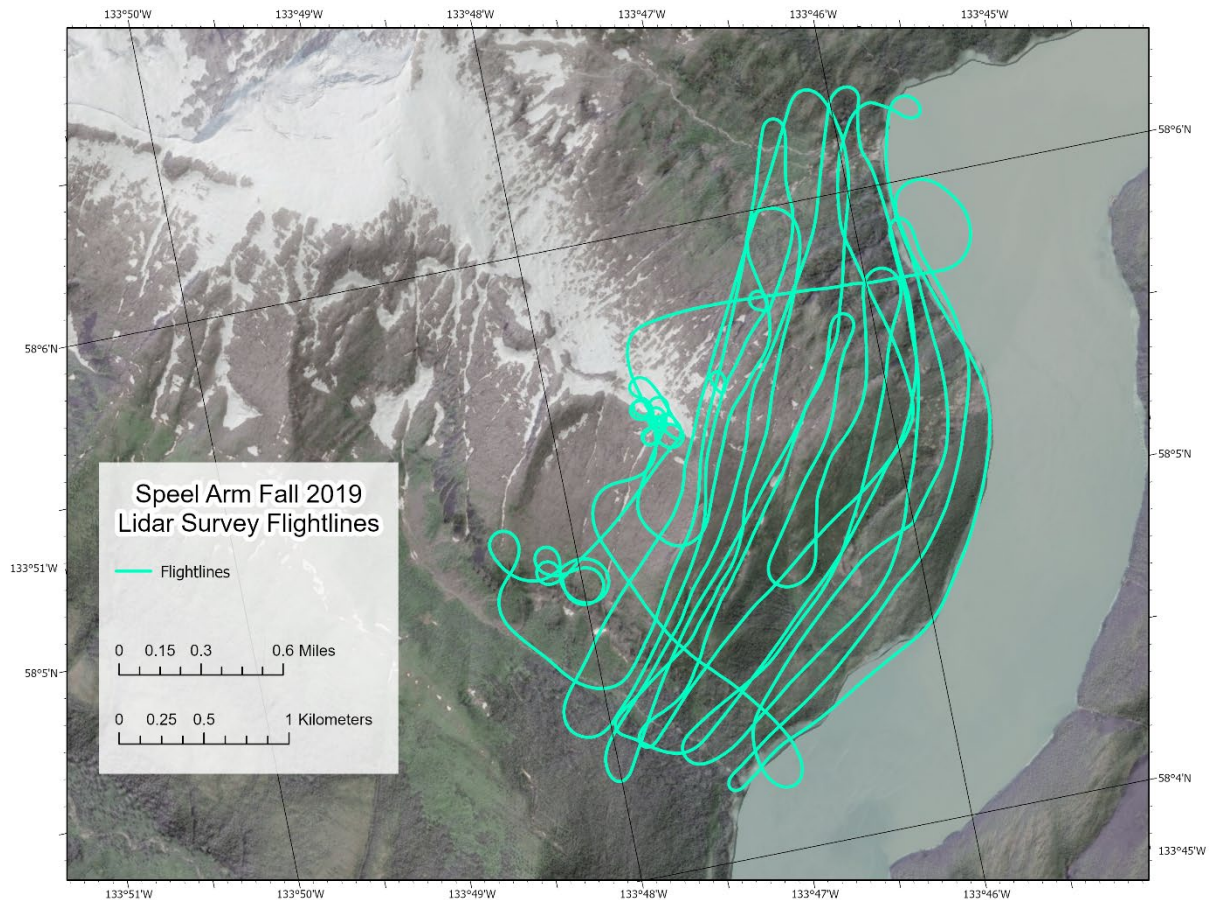 133°50'W 133°49'W 133°48'W 133°47'W 133°46'W 133°45'W
58°6'N
58°6'N
58°5'N
Speel Arm Fall 2019
Lidar Survey Flightlines
133°51'W
Flightlines
0 0.15 0.3 0.6 Miles
58°5'N
0 0.25 0.5 1 Kilometers
58°4'N
133°45'W
133°51'W 133°50'W 133°49'W 133°48'W 133°47'W 133°46'W